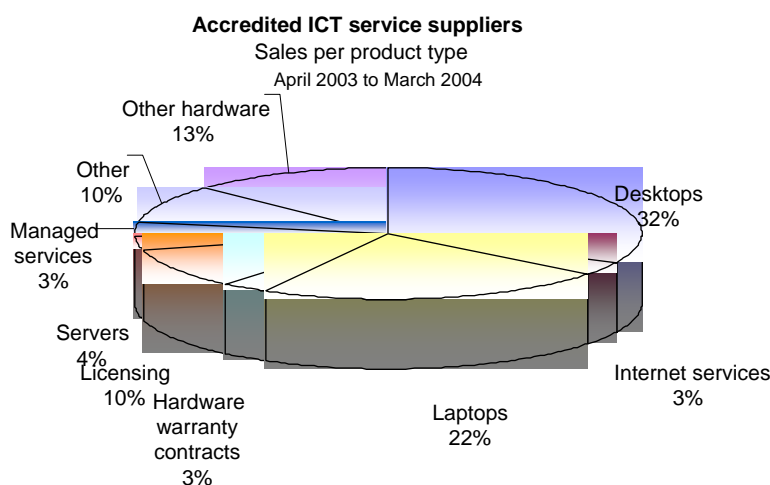 Accredited ICT service suppliers
Sales per product type
April 2003 to March 2004
Other hardware
13%
Other
10%
Desktops
32%
Managed
services
3%
Servers
4%
Licensing
10%
Hardware
warranty
contracts
3%
Laptops
22%
Internet services
3%